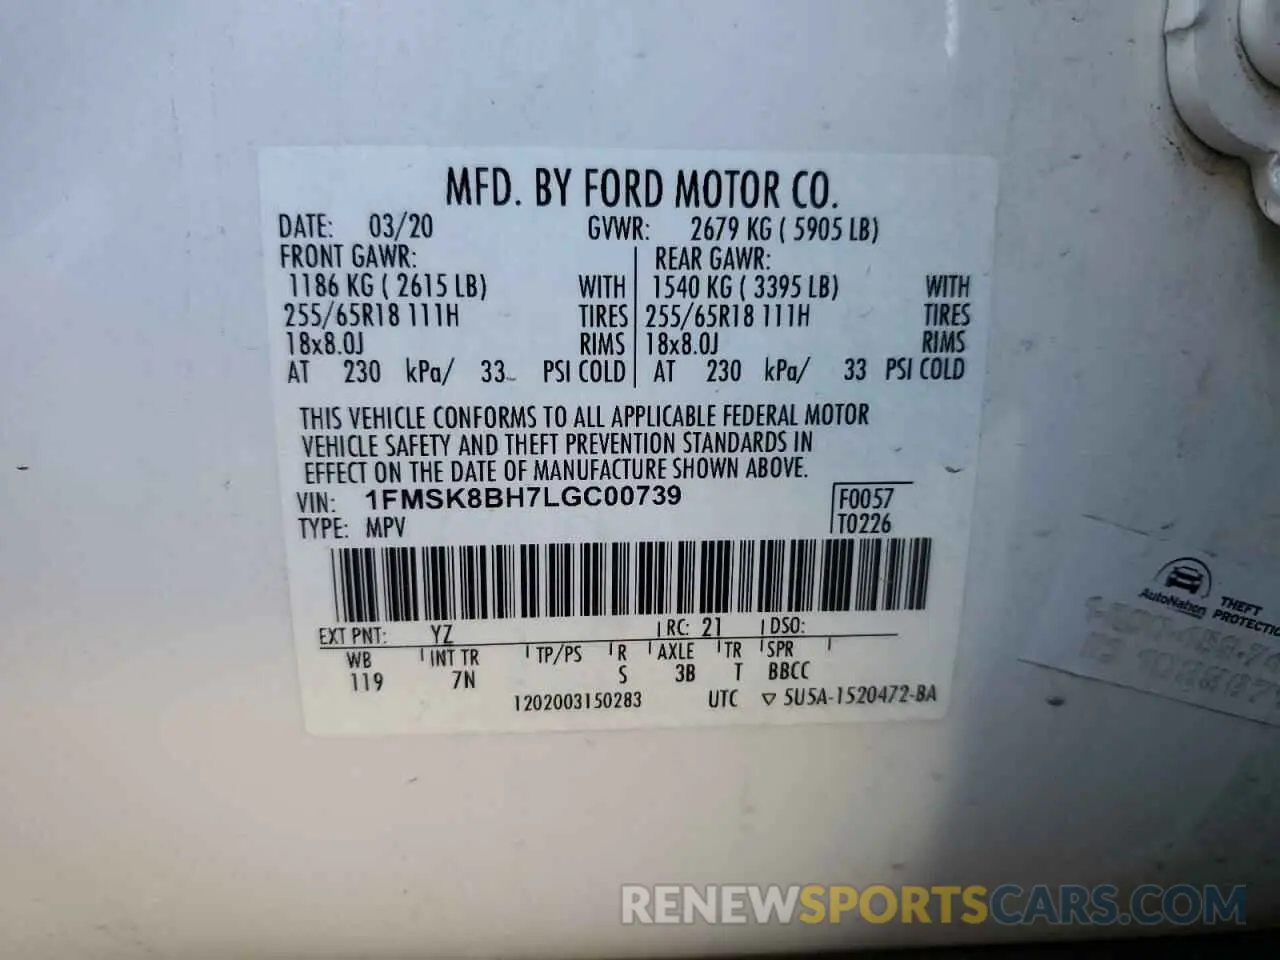 MFD. BY FORD MOTOR CO.
DATE: 03/20 GVWR: 2679 KG ( 5905 LB)
FRONT GAWR: REAR GAWR:
1186 KG ( 2615 LB) WITH 1540 KG ( 3395 LB) WITH
255/65R18 111H TIRES 255/65R18 111H TIRES
18x8.0J RIMS 18x8.0J RIMS
AT 230 kPa/ 33 PSI COLD AT 230 kPa/ 33 PSI COLD
THIS VEHICLE CONFORMS TO ALL APPLICABLE FEDERAL MOTOR
VEHICLE SAFETY AND THEFT PREVENTION STANDARDS IN
EFFECT ON THE DATE OF MANUFACTURE SHOWN ABOVE.
VIN: 1FMSK8BH7LGC00739 F0057
TYPE: MPV T0226
EXT PNT: YZ RC: 21 DSO:
WB INT TR TP/PS R AXLE TR SPR
119 7N S 3B T BBCC
1202003150283 UTC ▽ 5U5A-1520472-BA
AutoNation THEFT
PROTECTIO
RENEWSPORTSCARS.COM